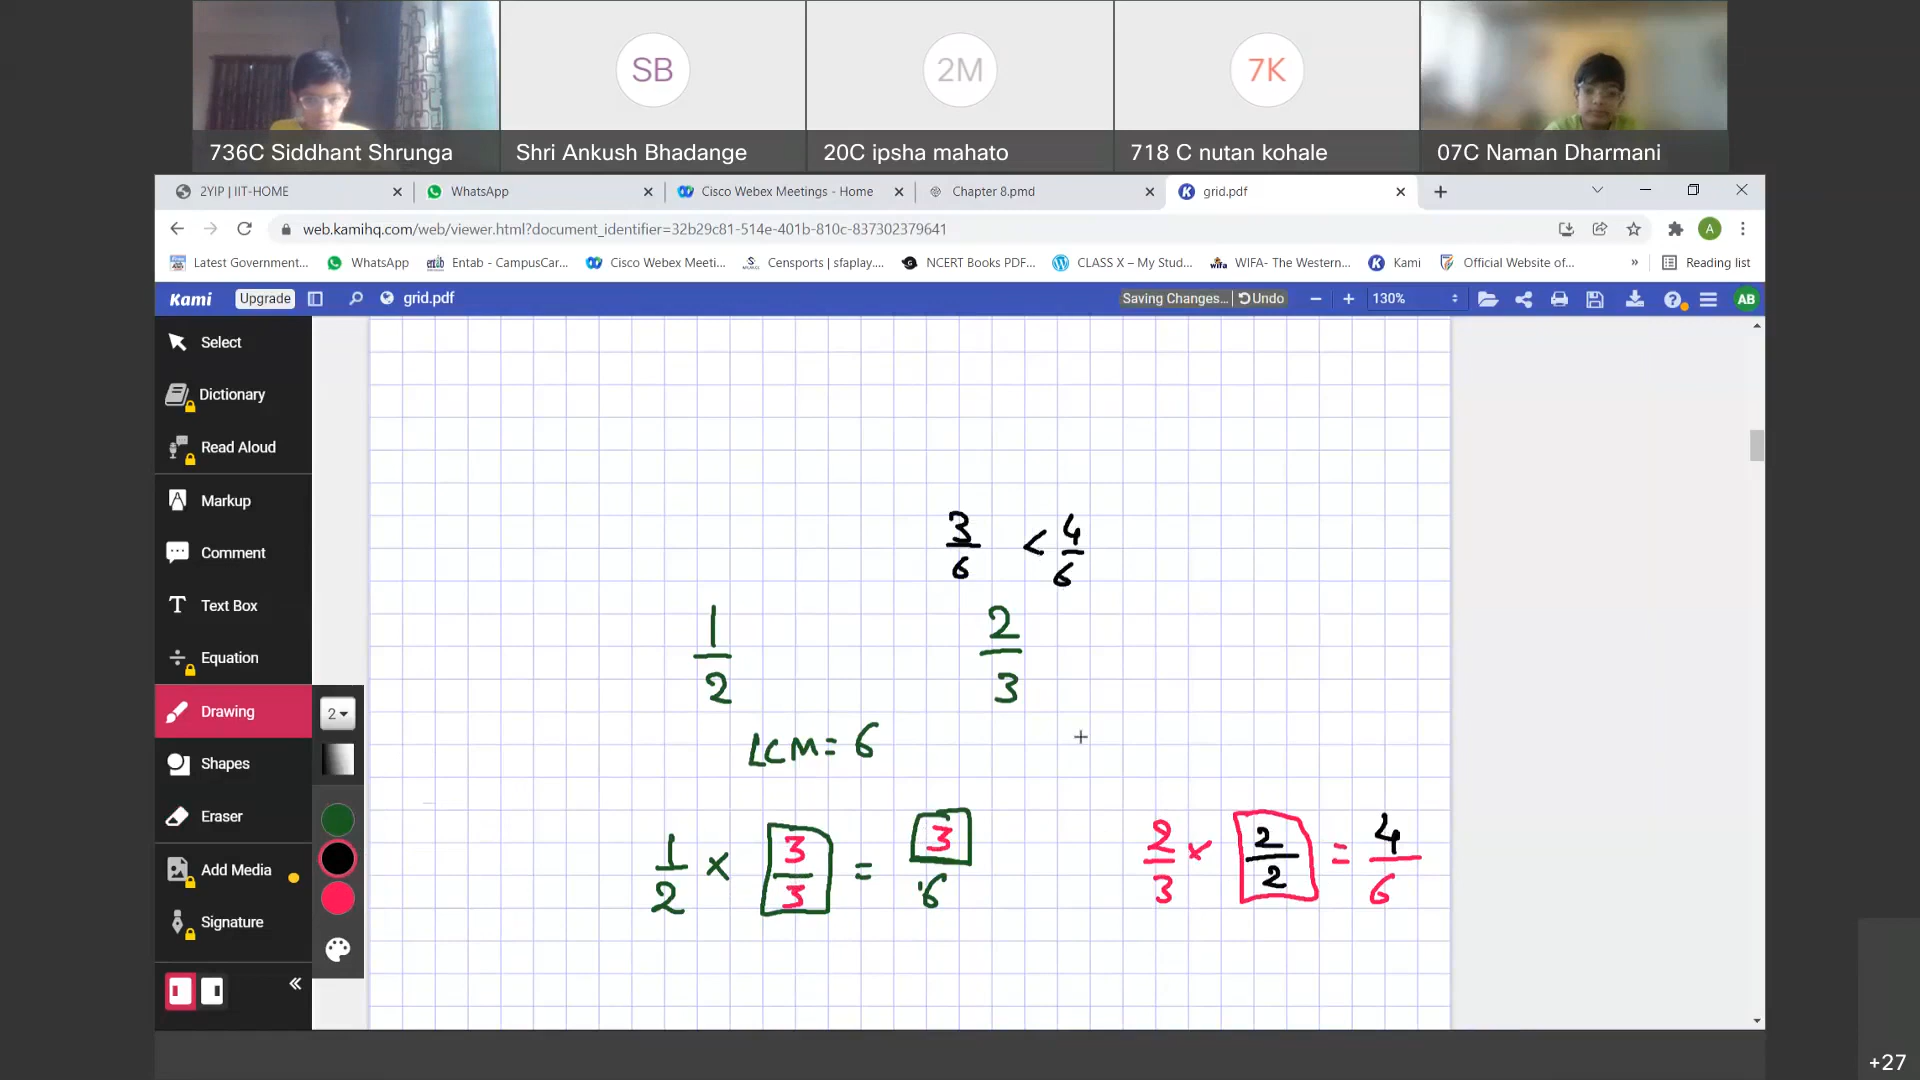 SB
2M
7K
736C Siddhant Shrunga
Shri Ankush Bhadange
20C ipsha mahato
718 C nutan kohale
07C Naman Dharmani
2YIP | IIT-HOME
WhatsApp
Cisco Webex Meetings - Home
Chapter 8.pmd
grid.pdf
web.kamihq.com/web/viewer.html?document_identifier=32b29c81-514e-401b-810c-837302379641
A
Latest Government...
WhatsApp
Entab - CampusCar...
Cisco Webex Meeti...
Censports | sfaplay....
NCERT Books PDF...
CLASS X – My Stud...
WIFA- The Western...
Kami
Official Website of...
»
Reading list
Kami
Upgrade
grid.pdf
Saving Changes... | Undo
130%
AB
Select
Dictionary
Read Aloud
Markup
Comment
Text Box
Equation
Drawing
2
Shapes
Eraser
Add Media
Signature
3/6 < 4/6
1/2 2/3
LCM = 6
1/2 × 3/3 = 3/6 2/3 × 2/2 = 4/6
+27